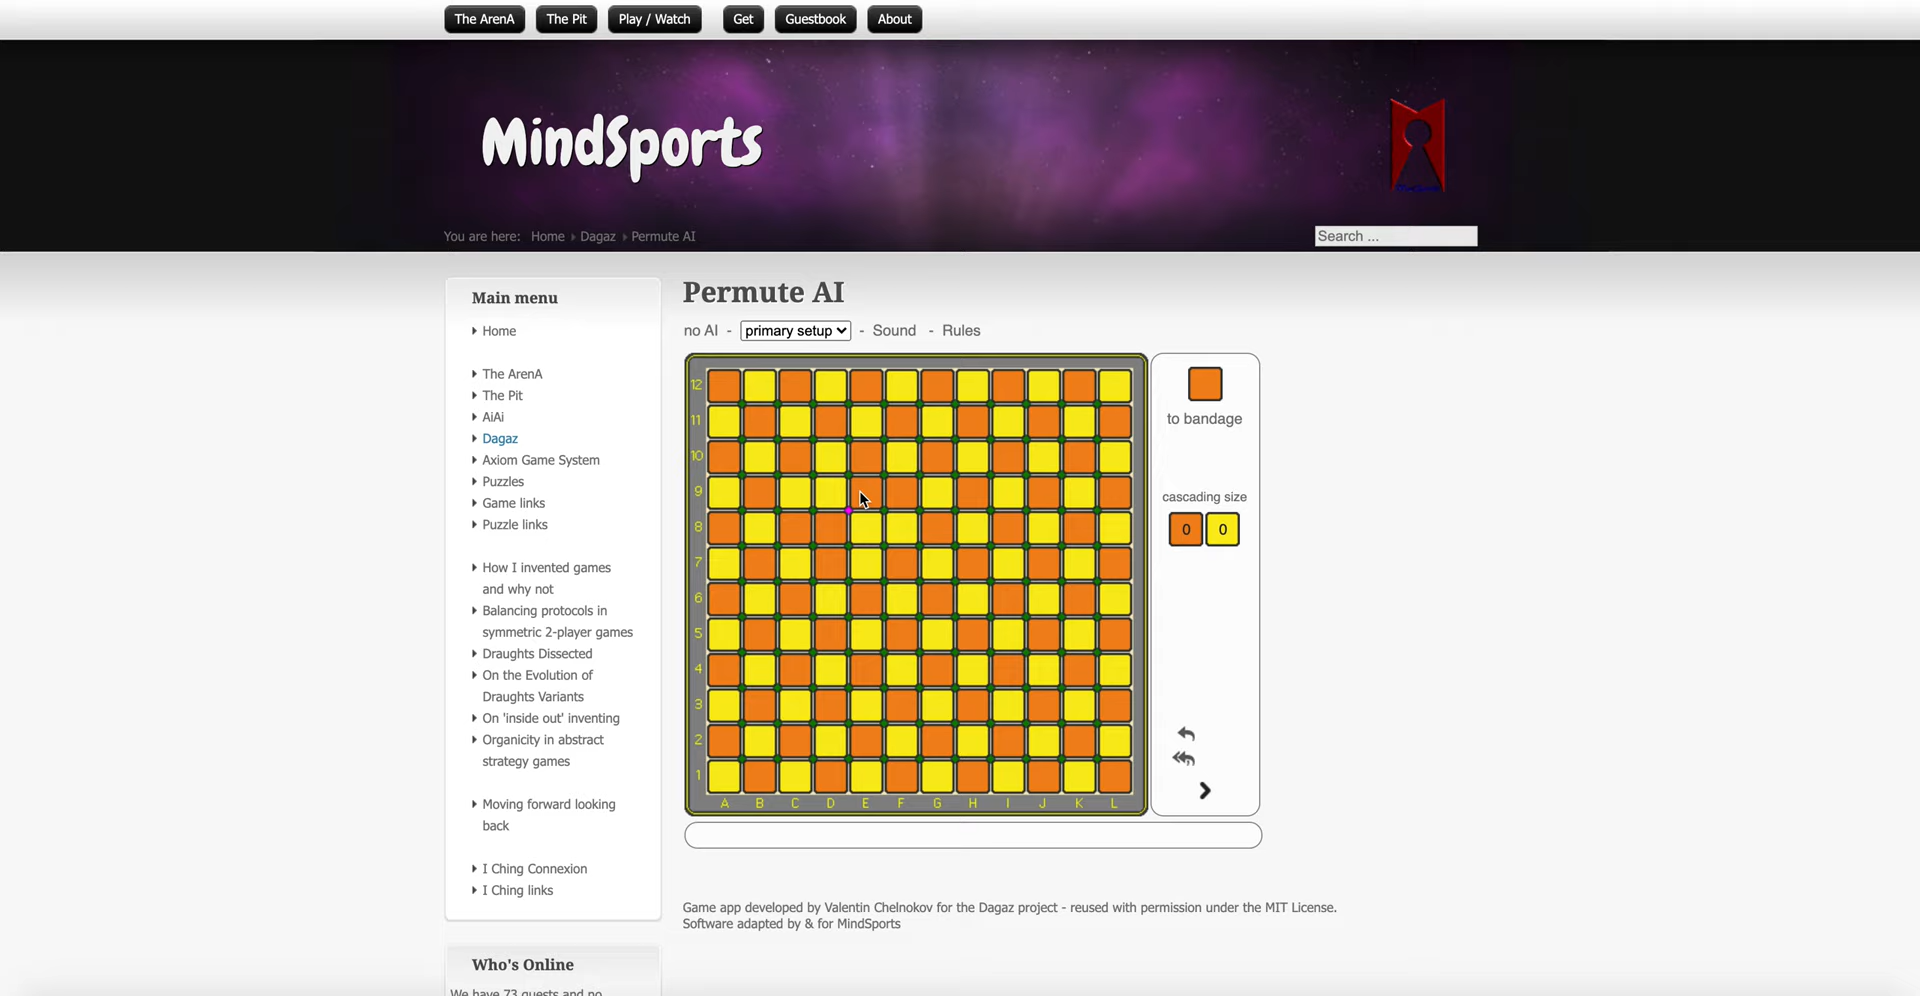 The ArenA
The Pit
Play / Watch
Get
Guestbook
About
MindSports
You are here: Home Dagaz Permute AI
Search ...
Main menu
Home
The ArenA
The Pit
AiAi
Dagaz
Axiom Game System
Puzzles
Game links
Puzzle links
How I invented games
and why not
Balancing protocols in
symmetric 2-player games
Draughts Dissected
On the Evolution of
Draughts Variants
On 'inside out' inventing
Organicity in abstract
strategy games
Moving forward looking
back
I Ching Connexion
I Ching links
Who's Online
We have 73 guests and no
Permute AI
no AI - primary setup - Sound - Rules
12
11
10
9
8
7
6
5
4
3
2
1
A B C D E F G H I J K L
to bandage
cascading size
0 0
Game app developed by Valentin Chelnokov for the Dagaz project - reused with permission under the MIT License.
Software adapted by & for MindSports